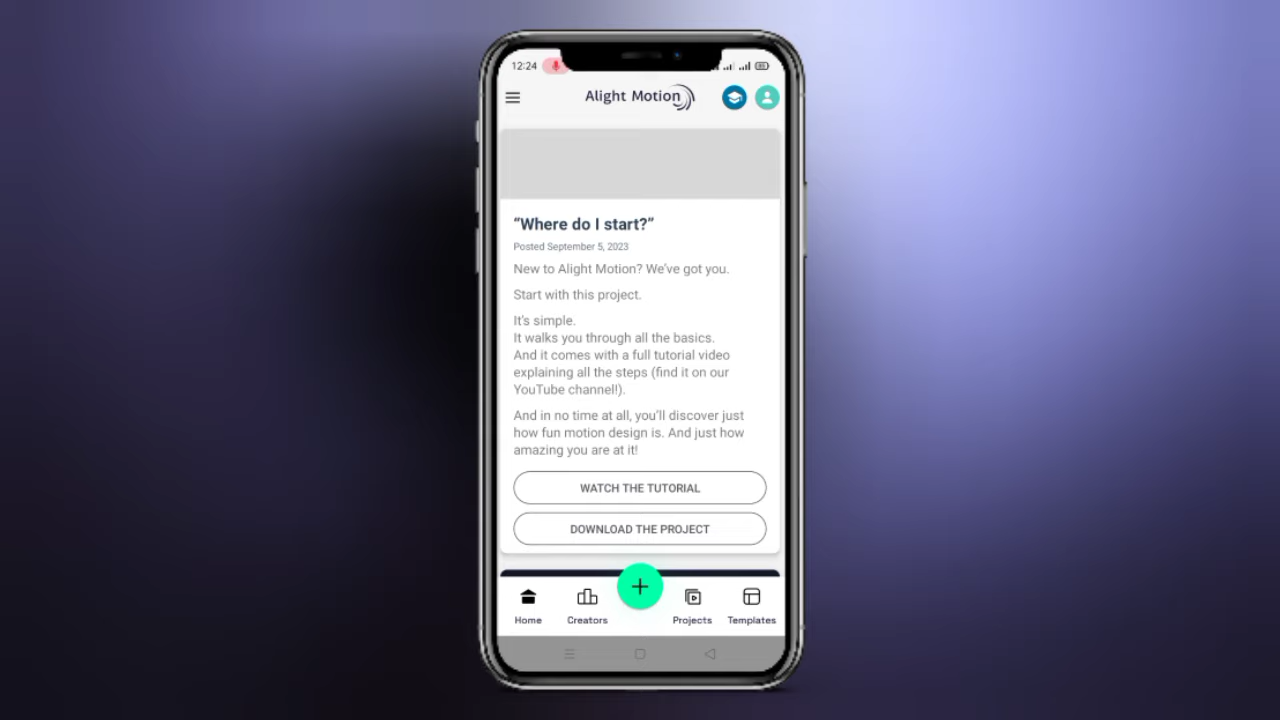 12:24
Alight Motion
“Where do I start?”
Posted September 5, 2023
New to Alight Motion? We’ve got you.
Start with this project.
It’s simple.
It walks you through all the basics.
And it comes with a full tutorial video
explaining all the steps (find it on our
YouTube channel!).
And in no time at all, you’ll discover just
how fun motion design is. And just how
amazing you are at it!
WATCH THE TUTORIAL
DOWNLOAD THE PROJECT
Home
Creators
Projects
Templates